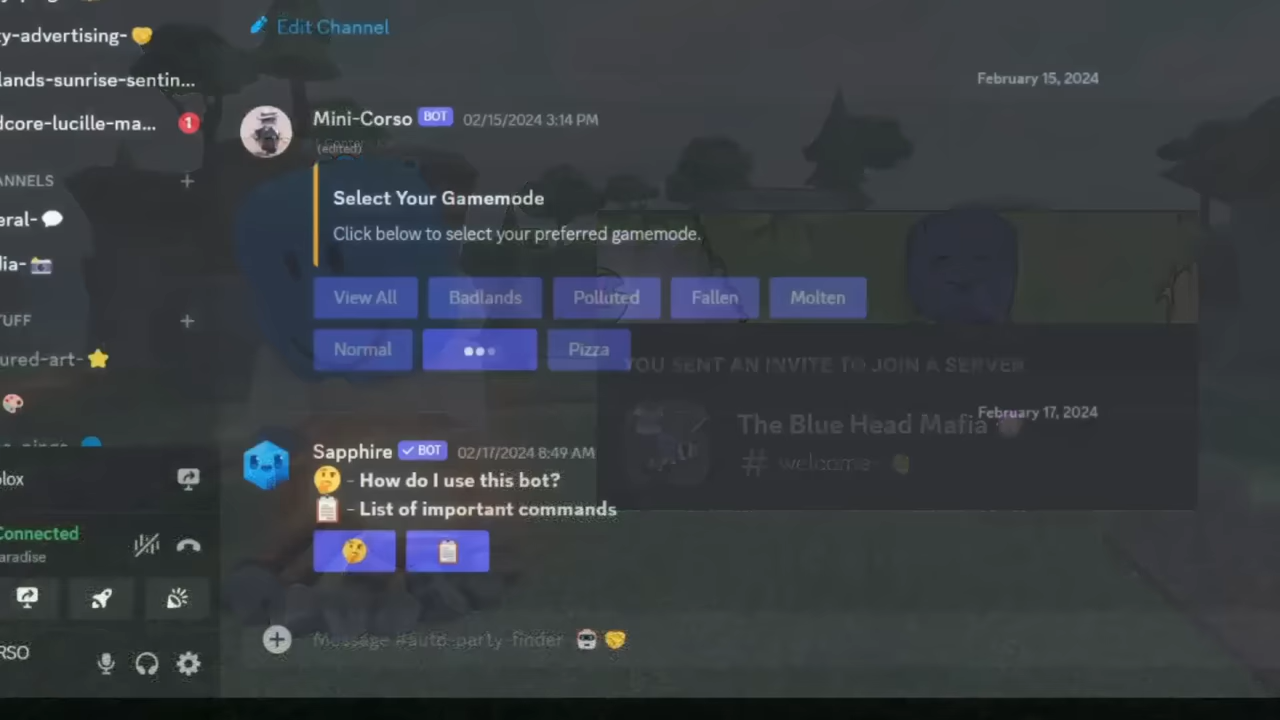 Edit Channel
y-advertising-
lands-sunrise-sentin...
dcore-lucille-ma...
1
ANNELS
eral-
dia-
TUFF
ured-art-
lox
Connected
aradise
RSO
February 15, 2024
Mini-Corso BOT 02/15/2024 3:14 PM
(edited)
Select Your Gamemode
Click below to select your preferred gamemode.
View All
Badlands
Polluted
Fallen
Molten
Normal
Pizza
YOU SENT AN INVITE TO JOIN A SERVER
The Blue Head Mafia
# welcome-
February 17, 2024
Sapphire BOT 02/17/2024 8:49 AM
- How do I use this bot?
- List of important commands
Message #auto-party-finder